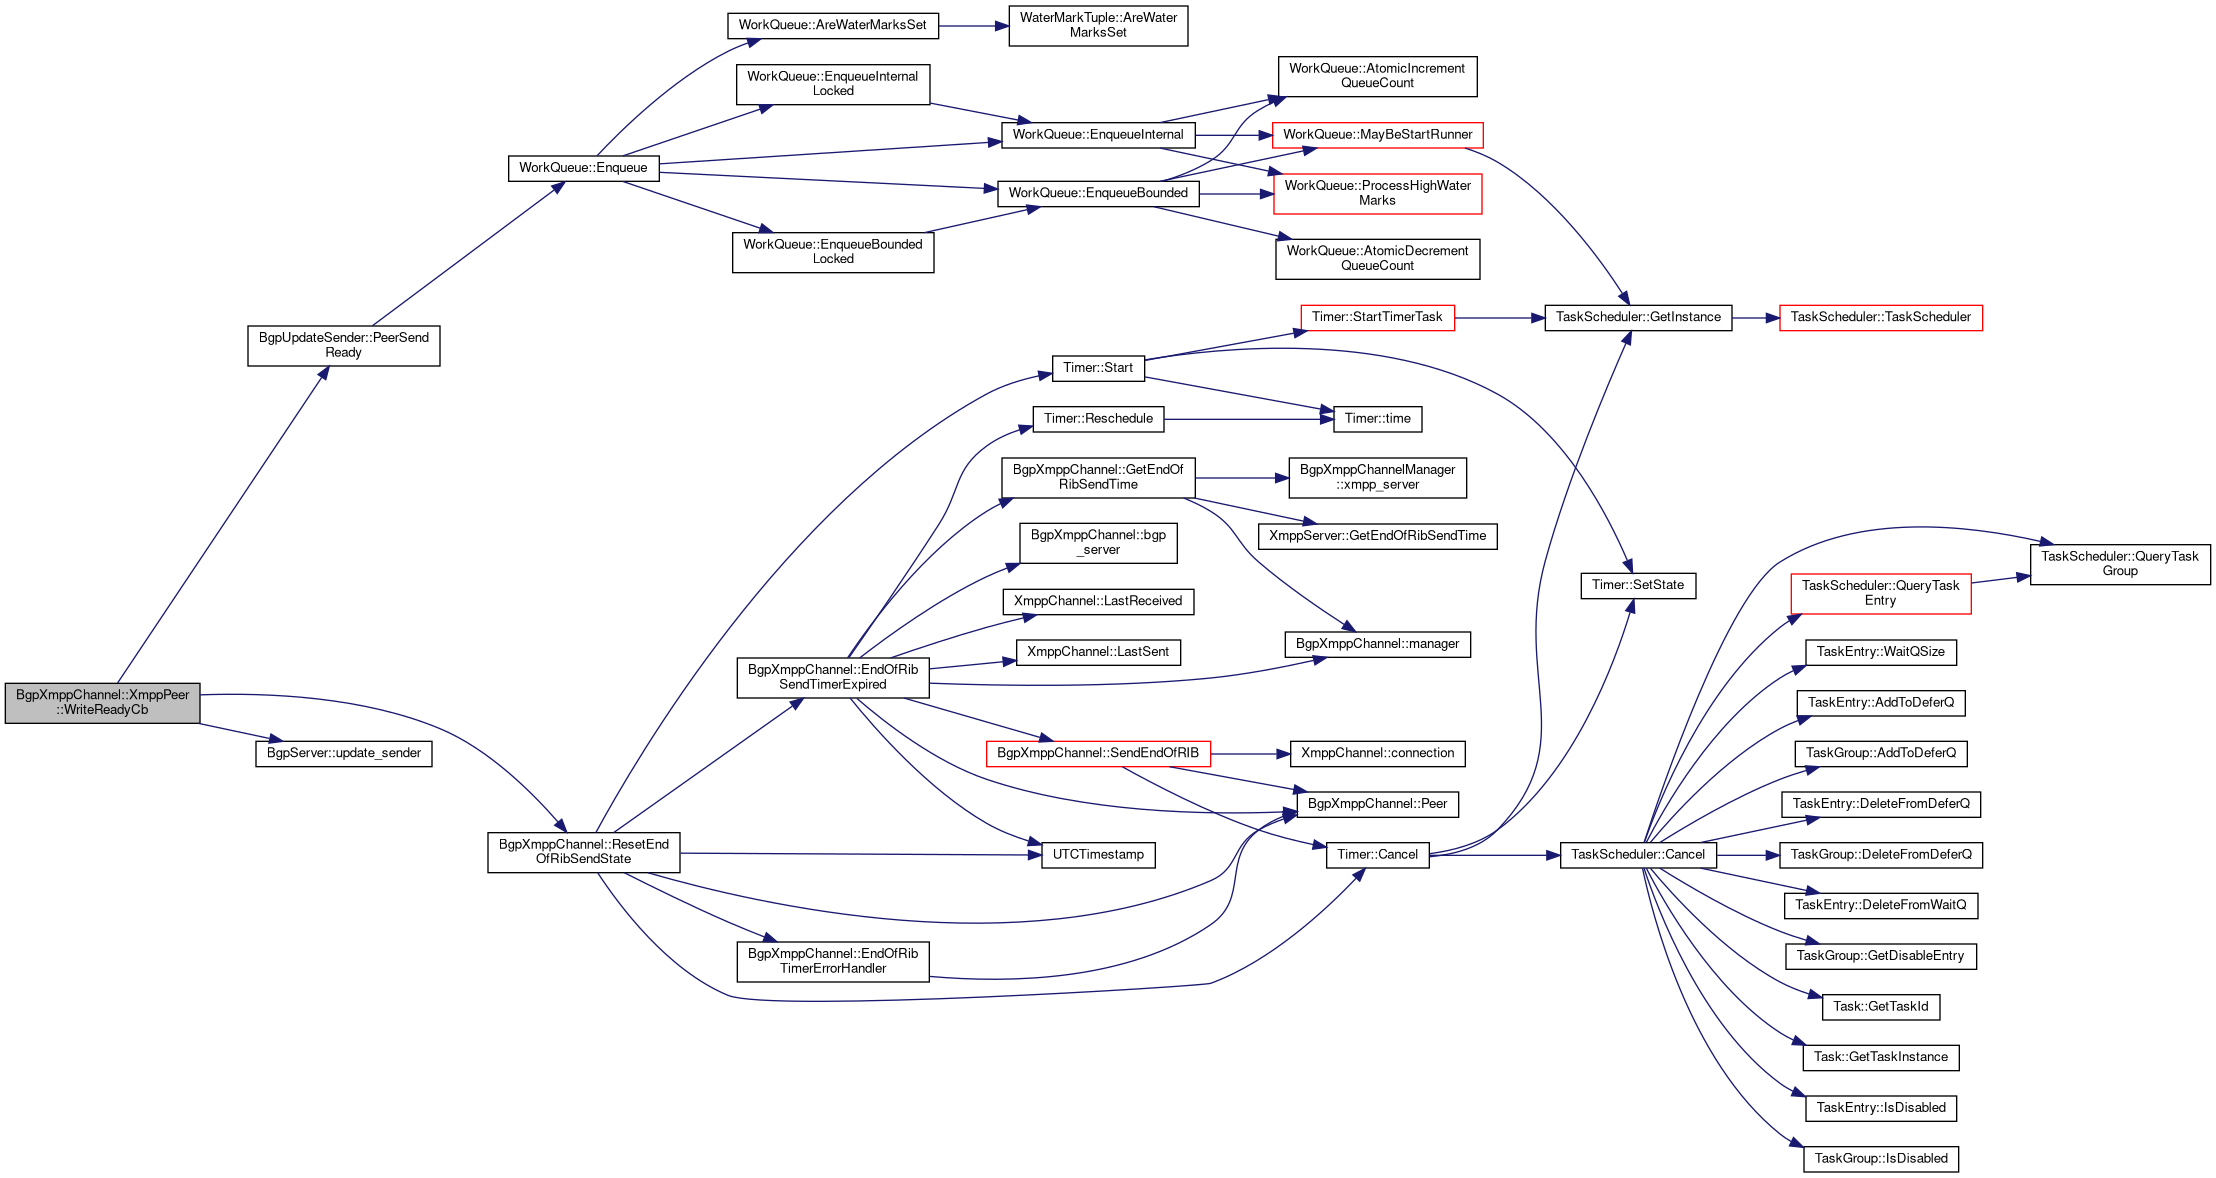 BgpXmppChannel::XmppPeer
::WriteReadyCb
BgpUpdateSender::PeerSend
Ready
BgpServer::update_sender
WorkQueue::Enqueue
BgpXmppChannel::ResetEnd
OfRibSendState
WorkQueue::AreWaterMarksSet
WorkQueue::EnqueueInternal
Locked
WorkQueue::EnqueueBounded
Locked
BgpXmppChannel::EndOfRib
SendTimerExpired
BgpXmppChannel::EndOfRib
TimerErrorHandler
WaterMarkTuple::AreWater
MarksSet
WorkQueue::EnqueueInternal
WorkQueue::EnqueueBounded
Timer::Start
Timer::Reschedule
BgpXmppChannel::GetEndOf
RibSendTime
BgpXmppChannel::bgp
_server
XmppChannel::LastReceived
XmppChannel::LastSent
BgpXmppChannel::SendEndOfRIB
UTCTimestamp
WorkQueue::AtomicIncrement
QueueCount
WorkQueue::MayBeStartRunner
WorkQueue::ProcessHighWater
Marks
WorkQueue::AtomicDecrement
QueueCount
Timer::StartTimerTask
Timer::time
BgpXmppChannelManager
::xmpp_server
XmppServer::GetEndOfRibSendTime
BgpXmppChannel::manager
XmppChannel::connection
BgpXmppChannel::Peer
Timer::Cancel
TaskScheduler::GetInstance
Timer::SetState
TaskScheduler::Cancel
TaskScheduler::TaskScheduler
TaskScheduler::QueryTask
Entry
TaskEntry::WaitQSize
TaskEntry::AddToDeferQ
TaskGroup::AddToDeferQ
TaskEntry::DeleteFromDeferQ
TaskGroup::DeleteFromDeferQ
TaskEntry::DeleteFromWaitQ
TaskGroup::GetDisableEntry
Task::GetTaskId
Task::GetTaskInstance
TaskEntry::IsDisabled
TaskGroup::IsDisabled
TaskScheduler::QueryTask
Group